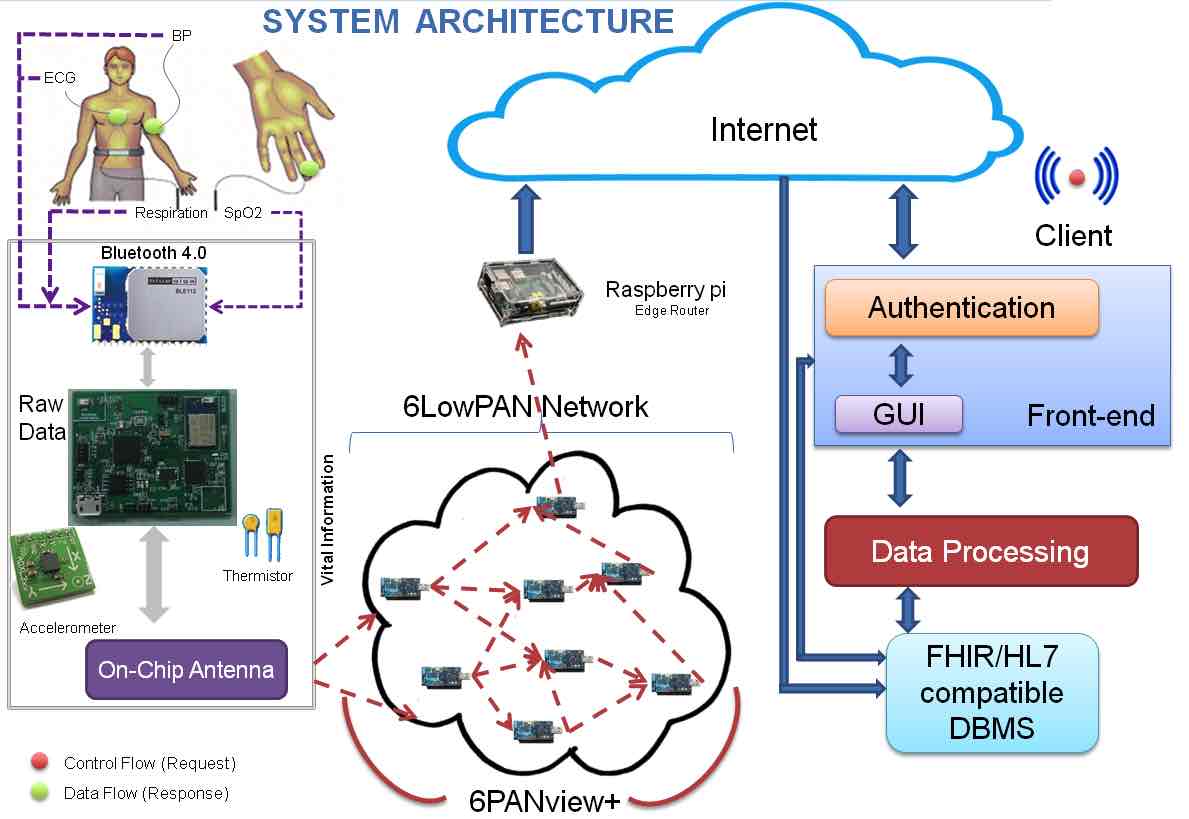 SYSTEM ARCHITECTURE
BP
ECG
Respiration
SpO2
Bluetooth 4.0
BLE112
Raw
Data
Accelerometer
Thermistor
On-Chip Antenna
Vital Information
Control Flow (Request)
Data Flow (Response)
Internet
Raspberry pi
Edge Router
6LowPAN Network
6PANview+
Client
Authentication
GUI
Front-end
Data Processing
FHIR/HL7
compatible
DBMS